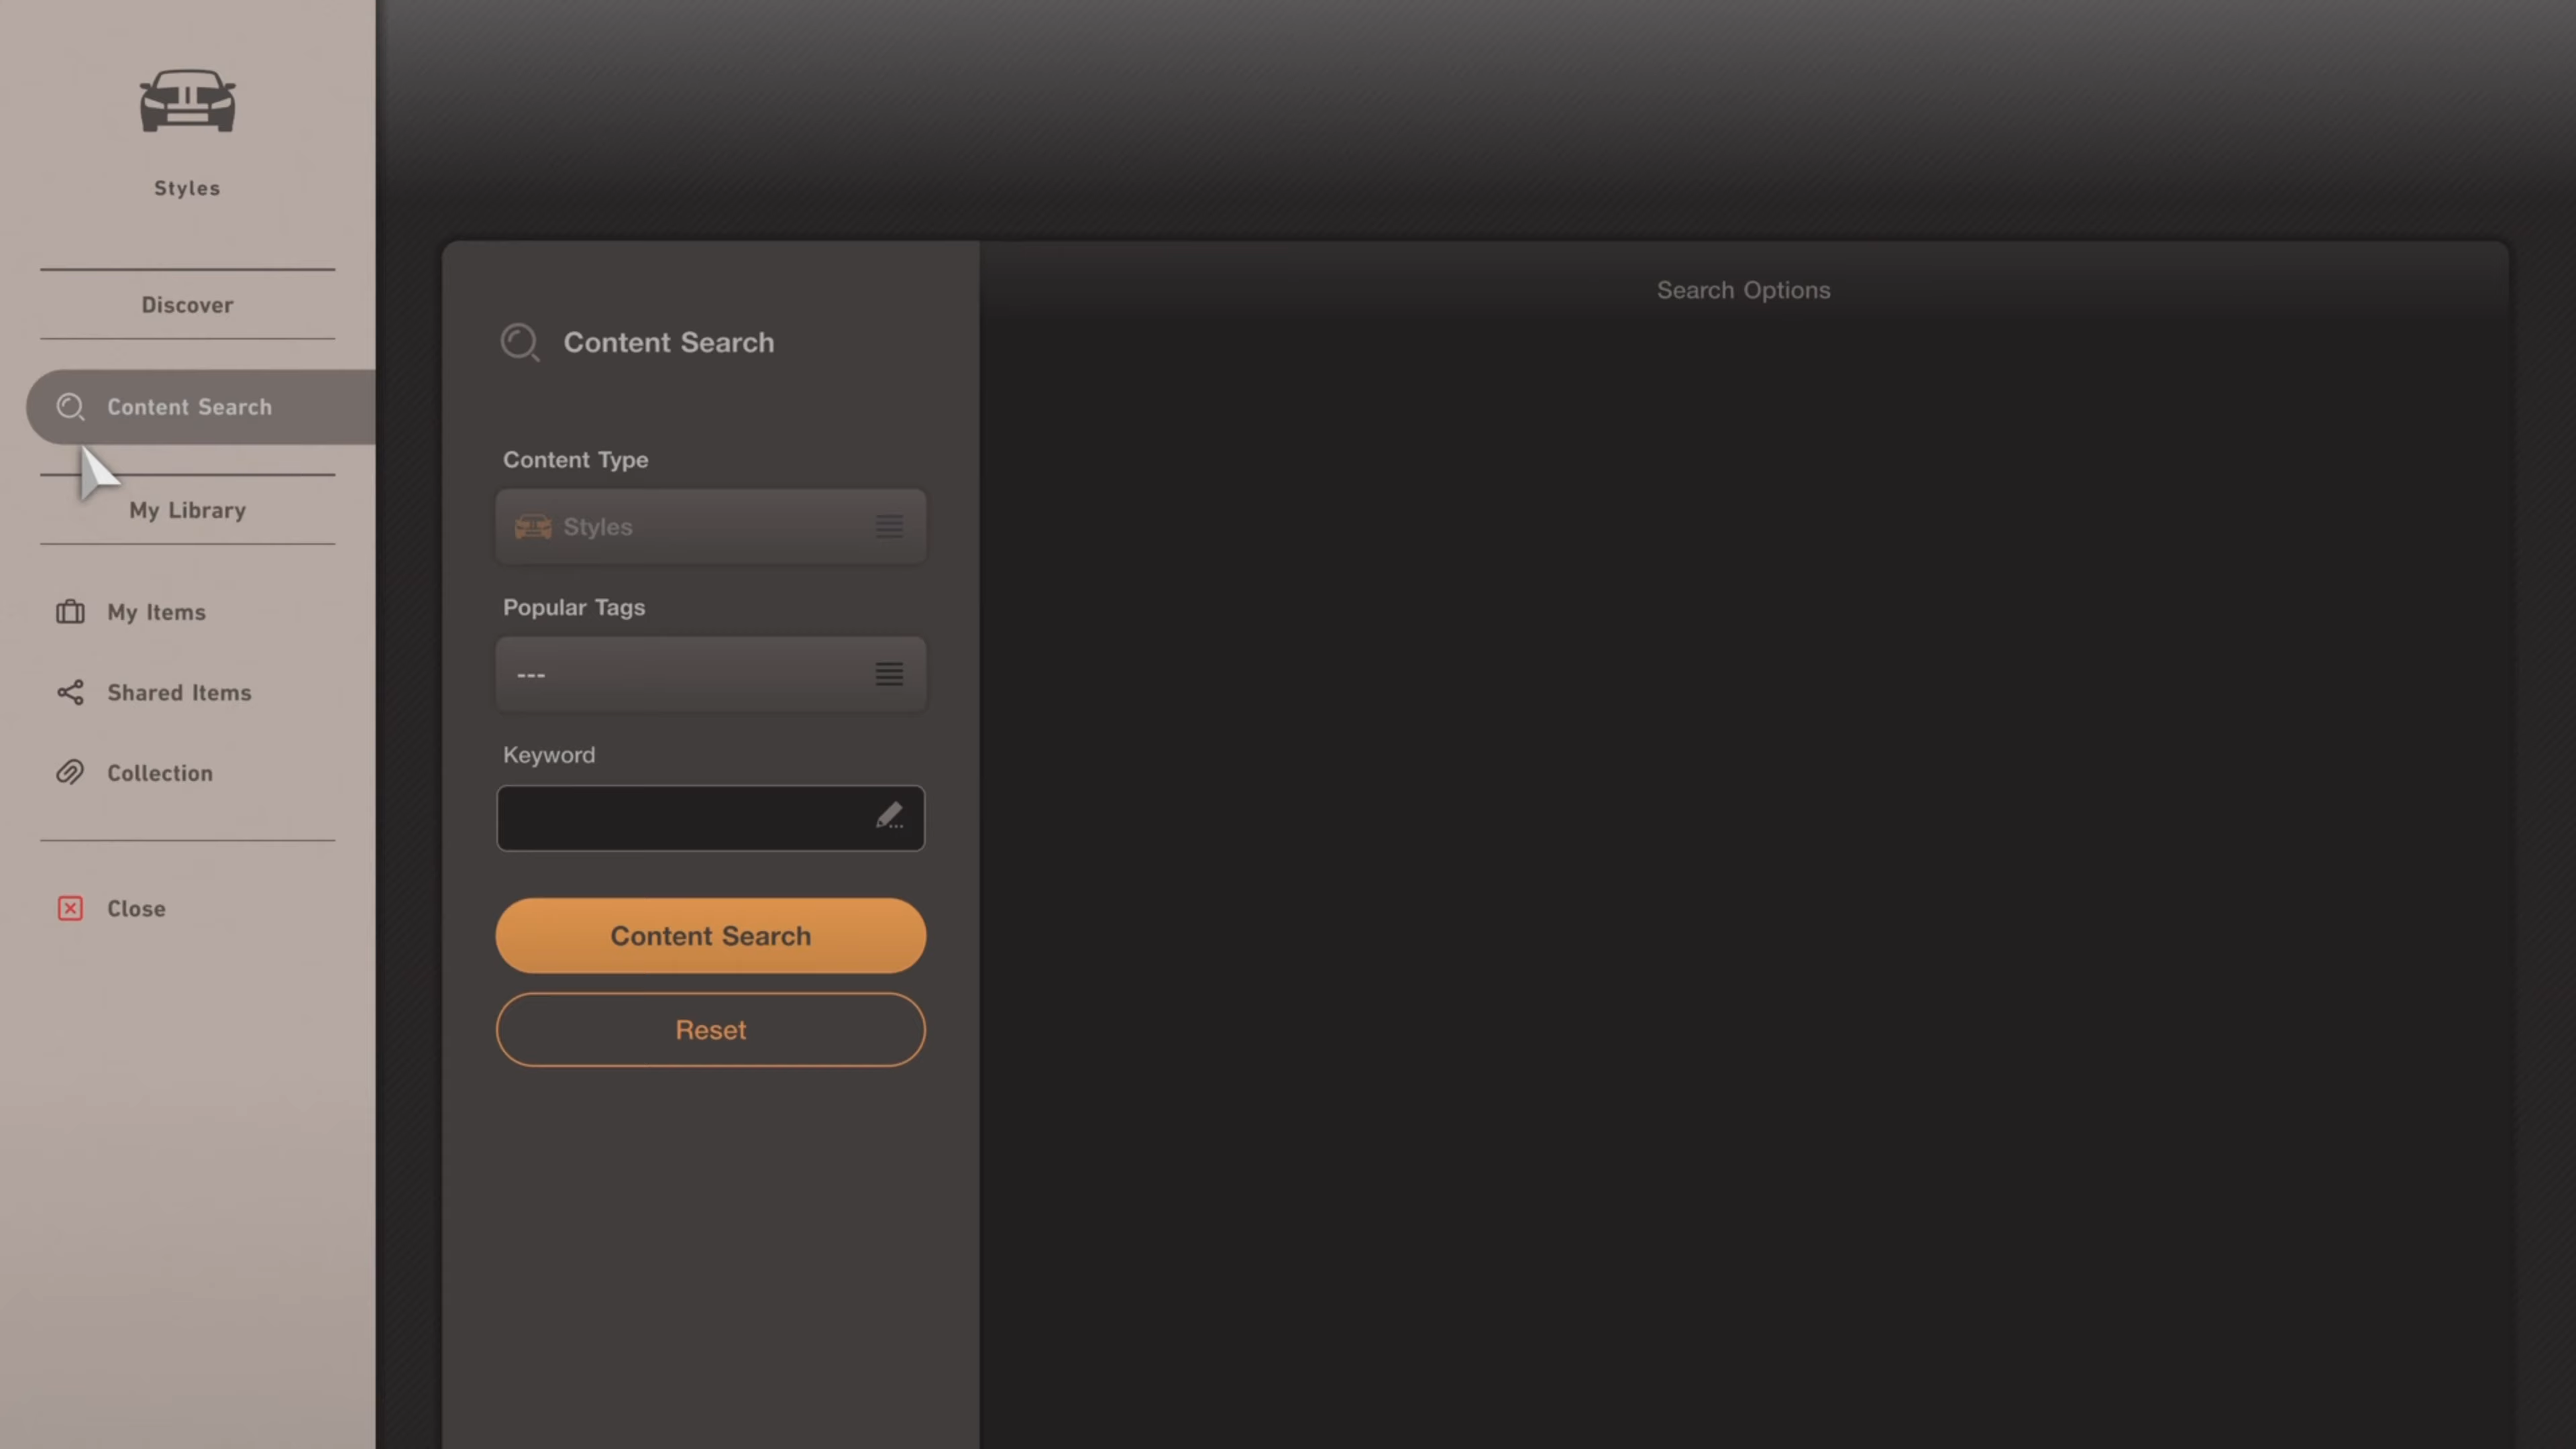 Styles
Discover
Content Search
My Library
My Items
Shared Items
Collection
Close
Content Search
Content Type
Styles
Popular Tags
---
Keyword
Content Search
Reset
Search Options